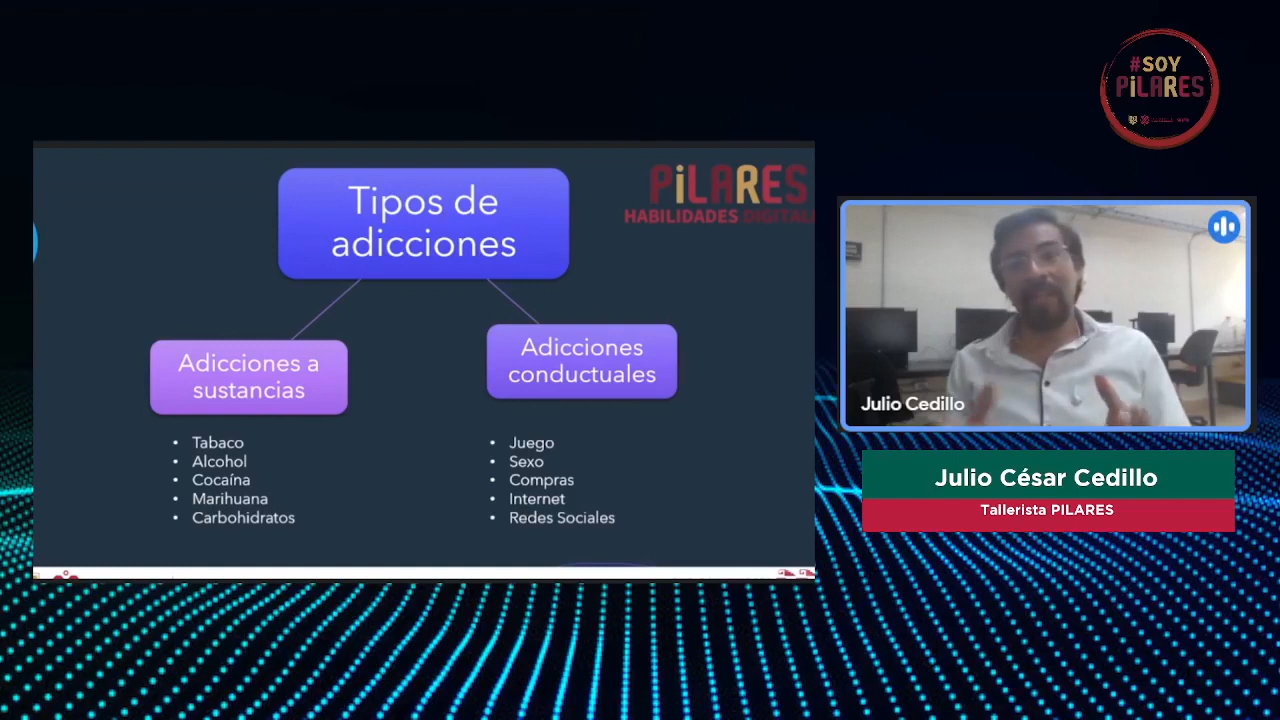 #SOY
PiLARES
PiLARES
HABILIDADES DIGITAL
Tipos de
adicciones
Adicciones a
sustancias
• Tabaco
• Alcohol
• Cocaína
• Marihuana
• Carbohidratos
Adicciones
conductuales
• Juego
• Sexo
• Compras
• Internet
• Redes Sociales
Julio Cedillo
Julio César Cedillo
Tallerista PILARES